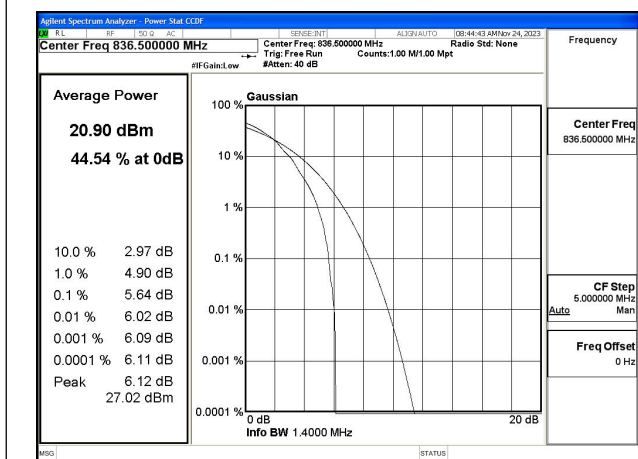 Agilent Spectrum Analyzer - Power Stat CCDF
RL RF 50 Ω AC SENSE:INT ALIGN AUTO 08:44:43 AM Nov 24, 2023
Center Freq 836.500000 MHz
Center Freq: 836.500000 MHz Radio Std: None
Trig: Free Run Counts:1.00 M/1.00 Mpt
#IFGain:Low #Atten: 40 dB
Frequency
Average Power
20.90 dBm
44.54 % at 0dB
10.0 % 2.97 dB
1.0 % 4.90 dB
0.1 % 5.64 dB
0.01 % 6.02 dB
0.001 % 6.09 dB
0.0001 % 6.11 dB
Peak 6.12 dB
27.02 dBm
Gaussian
100 %
10 %
1 %
0.1 %
0.01 %
0.001 %
0.0001 %
0 dB 20 dB
Info BW 1.4000 MHz
Center Freq
836.500000 MHz
CF Step
5.000000 MHz
Auto Man
Freq Offset
0 Hz
MSG STATUS